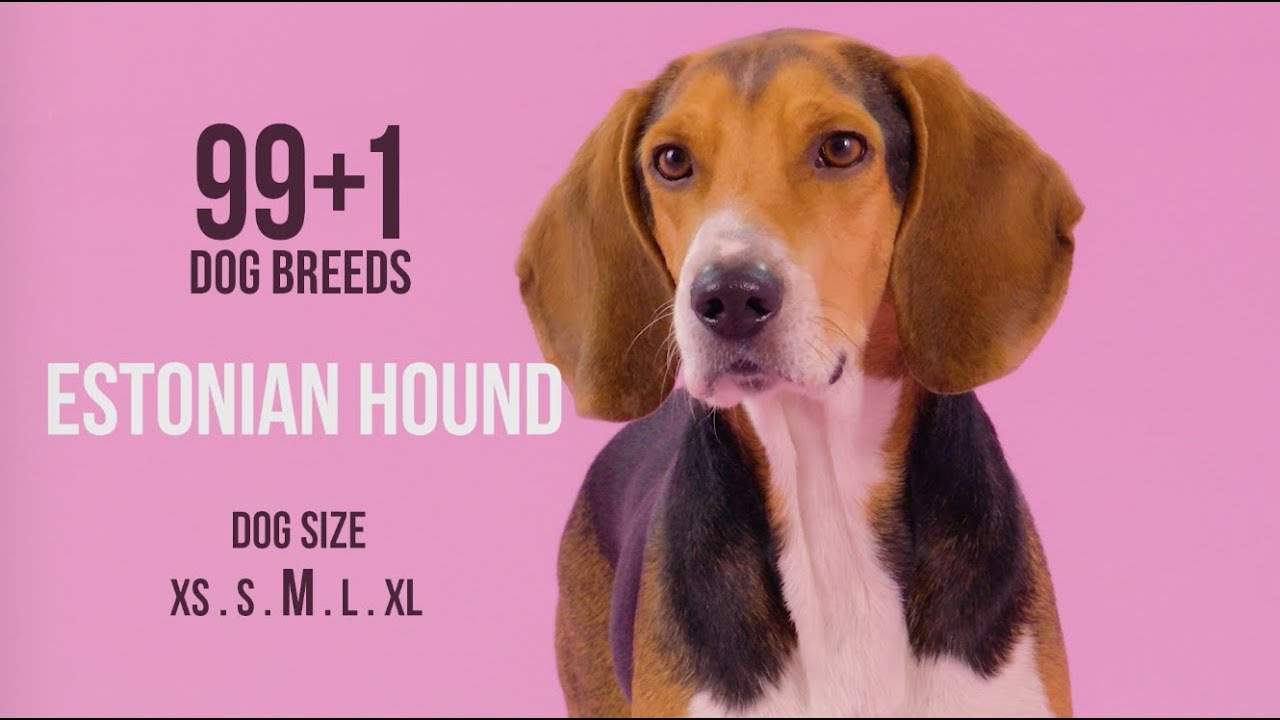 99+1
DOG BREEDS
ESTONIAN HOUND
DOG SIZE
XS . S . M . L . XL